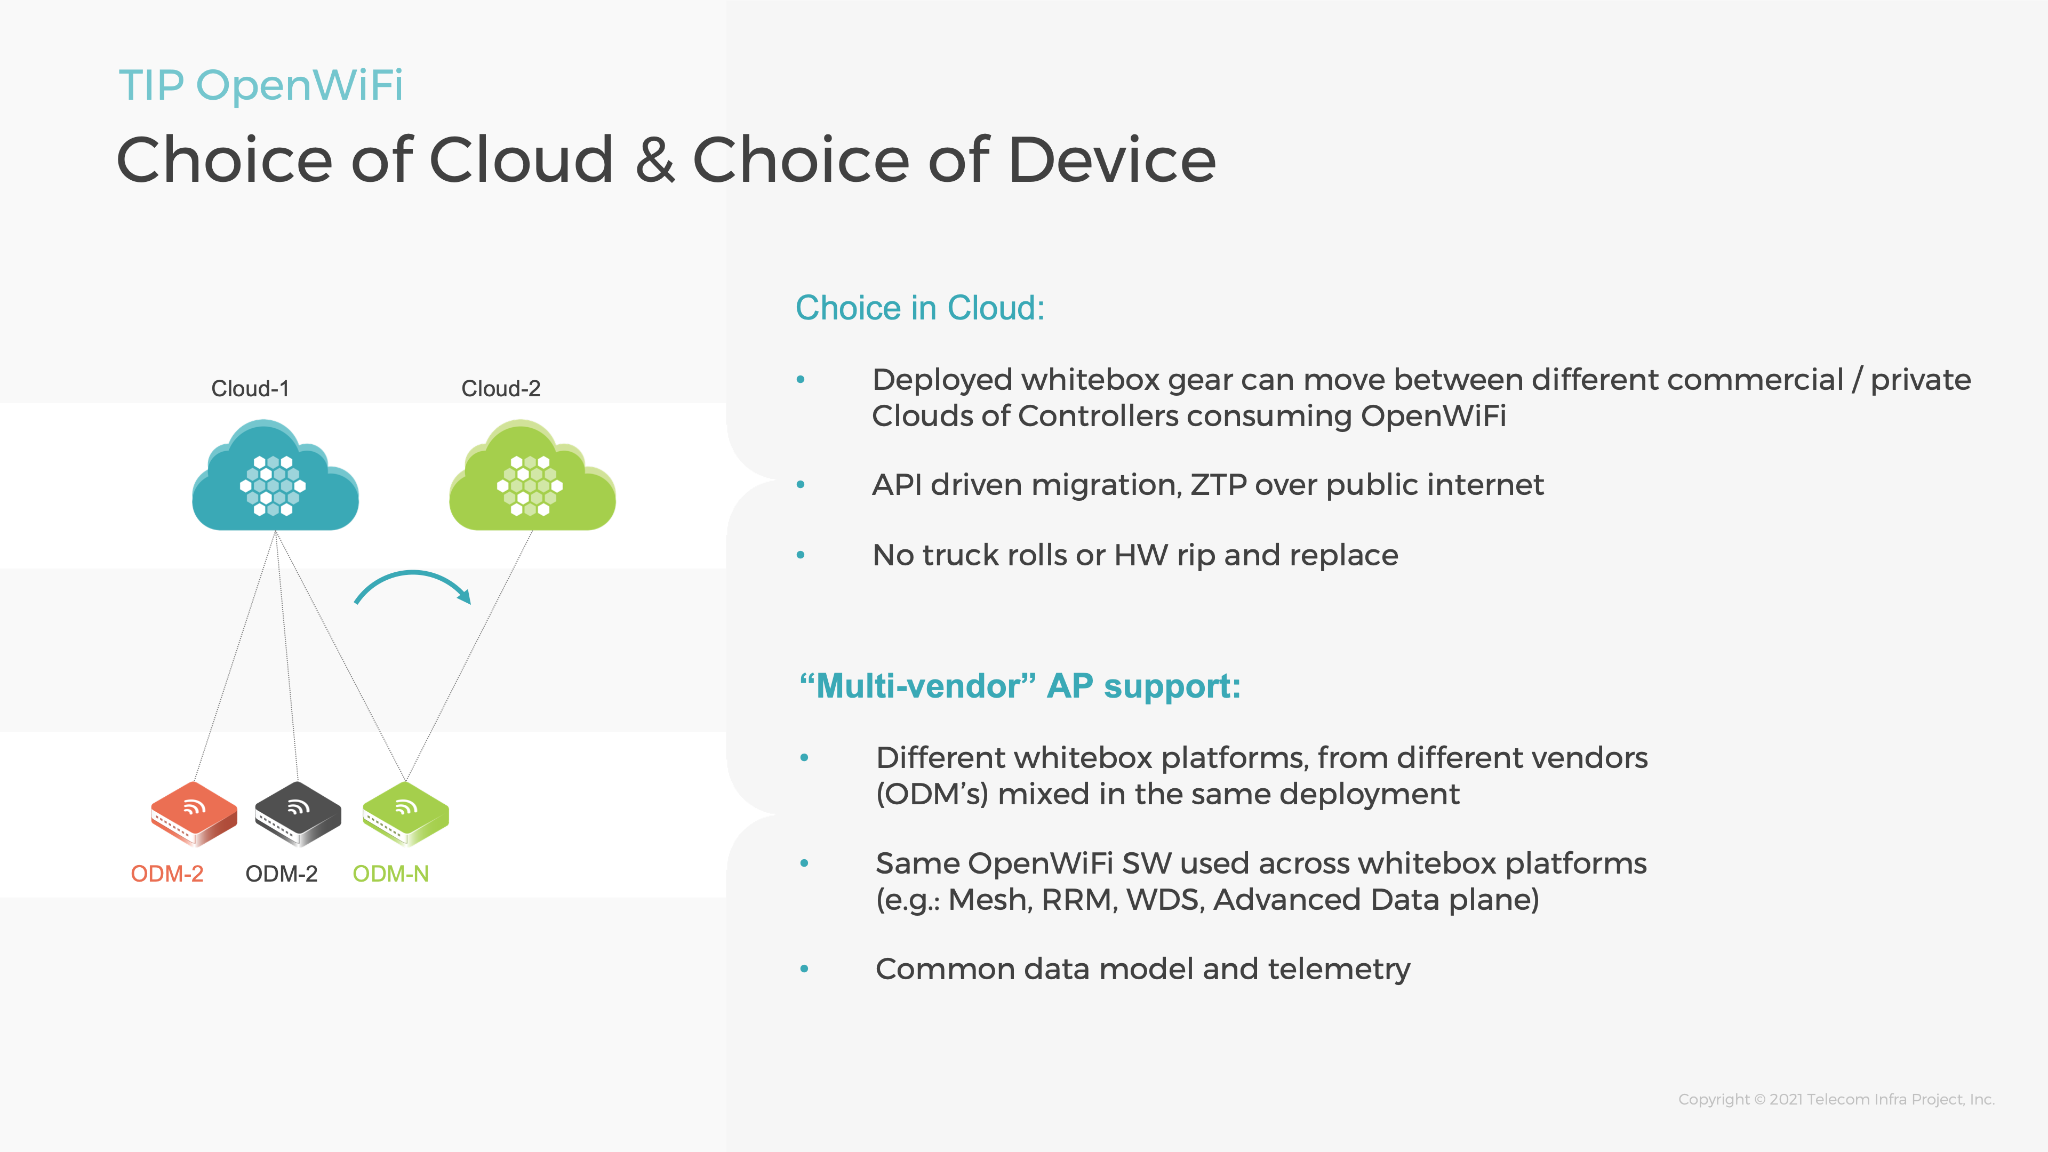 TIP OpenWiFi
Choice of Cloud & Choice of Device
Cloud-1
Cloud-2
ODM-2
ODM-2
ODM-N
Choice in Cloud:
• Deployed whitebox gear can move between different commercial / private
Clouds of Controllers consuming OpenWiFi
• API driven migration, ZTP over public internet
• No truck rolls or HW rip and replace
“Multi-vendor” AP support:
• Different whitebox platforms, from different vendors
(ODM’s) mixed in the same deployment
• Same OpenWiFi SW used across whitebox platforms
(e.g.: Mesh, RRM, WDS, Advanced Data plane)
• Common data model and telemetry
Copyright © 2021 Telecom Infra Project, Inc.